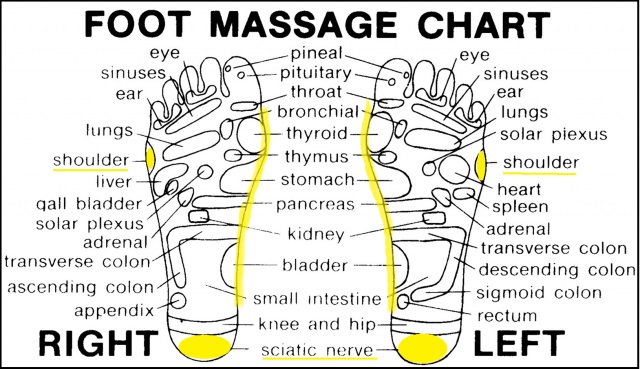 FOOT MASSAGE CHART
eye
sinuses
ear
lungs
shoulder
liver
gall bladder
solar plexus
adrenal
transverse colon
ascending colon
appendix
RIGHT
pineal
pituitary
throat
bronchial
thyroid
thymus
stomach
pancreas
kidney
bladder
small intestine
knee and hip
sciatic nerve
eye
sinuses
ear
lungs
solar plexus
shoulder
heart
spleen
adrenal
transverse colon
descending colon
sigmoid colon
rectum
LEFT